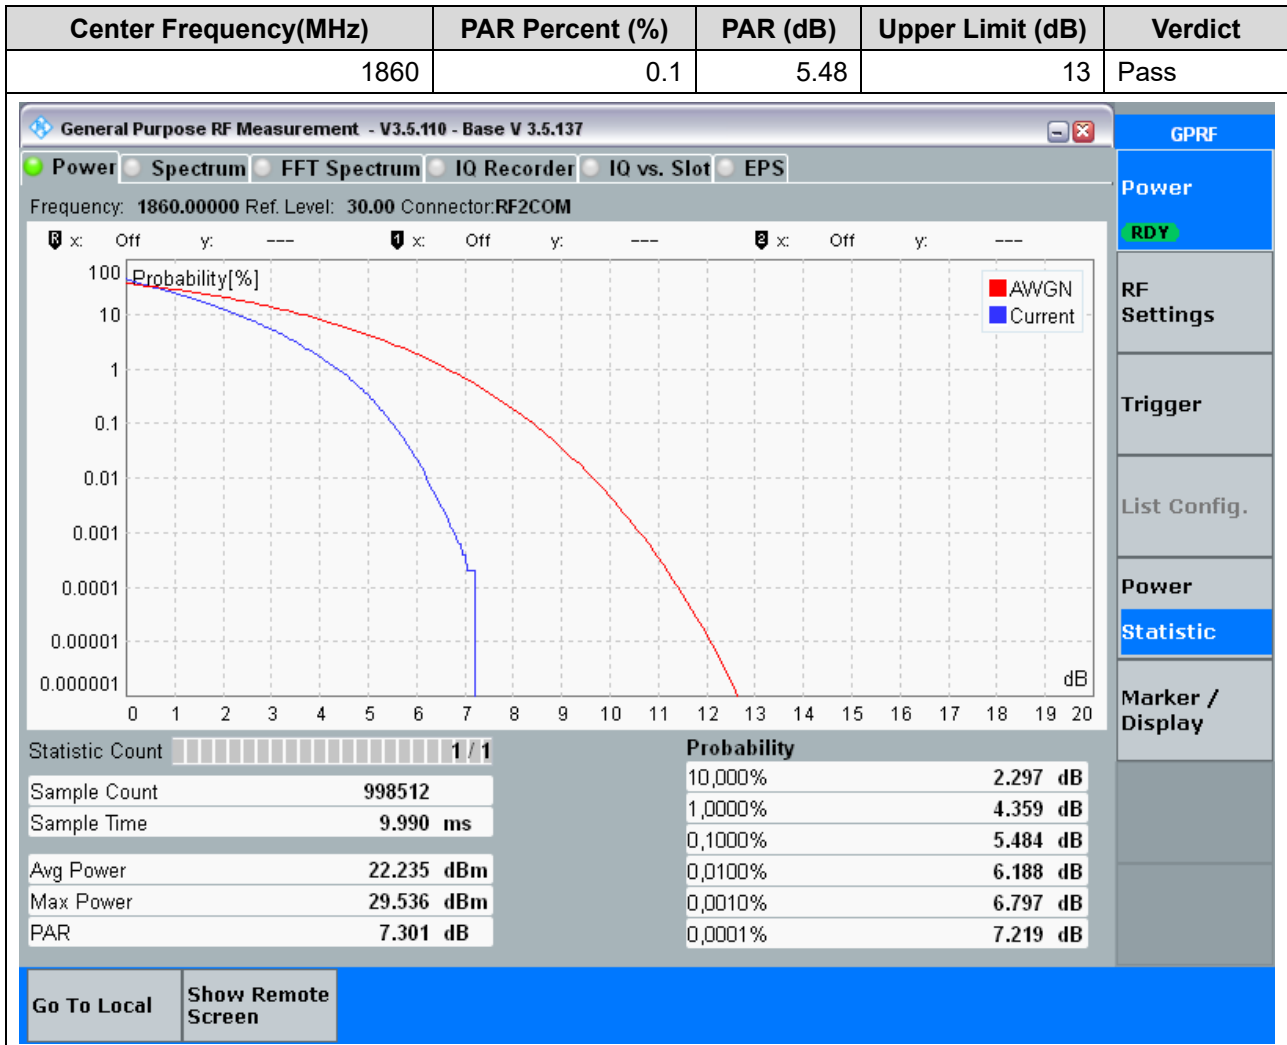 Center Frequency(MHz) PAR Percent (%) PAR (dB) Upper Limit (dB) Verdict
1860 0.1 5.48 13 Pass
General Purpose RF Measurement - V3.5.110 - Base V 3.5.137
GPRF
Power Spectrum FFT Spectrum IQ Recorder IQ vs. Slot EPS
Power
RDY
Frequency: 1860.00000 Ref. Level: 30.00 Connector:RF2COM
R x: Off y: --- 1 x: Off y: --- 2 x: Off y: ---
Probability[%]
AWGN
Current
100
10
1
0.1
0.01
0.001
0.0001
0.00001
0.000001
dB
0 1 2 3 4 5 6 7 8 9 10 11 12 13 14 15 16 17 18 19 20
RF
Settings
Trigger
List Config.
Power
Statistic
Marker /
Display
Statistic Count 1 / 1
Sample Count 998512
Sample Time 9.990 ms
Avg Power 22.235 dBm
Max Power 29.536 dBm
PAR 7.301 dB
Probability
10,000% 2.297 dB
1,0000% 4.359 dB
0,1000% 5.484 dB
0,0100% 6.188 dB
0,0010% 6.797 dB
0,0001% 7.219 dB
Go To Local
Show Remote
Screen